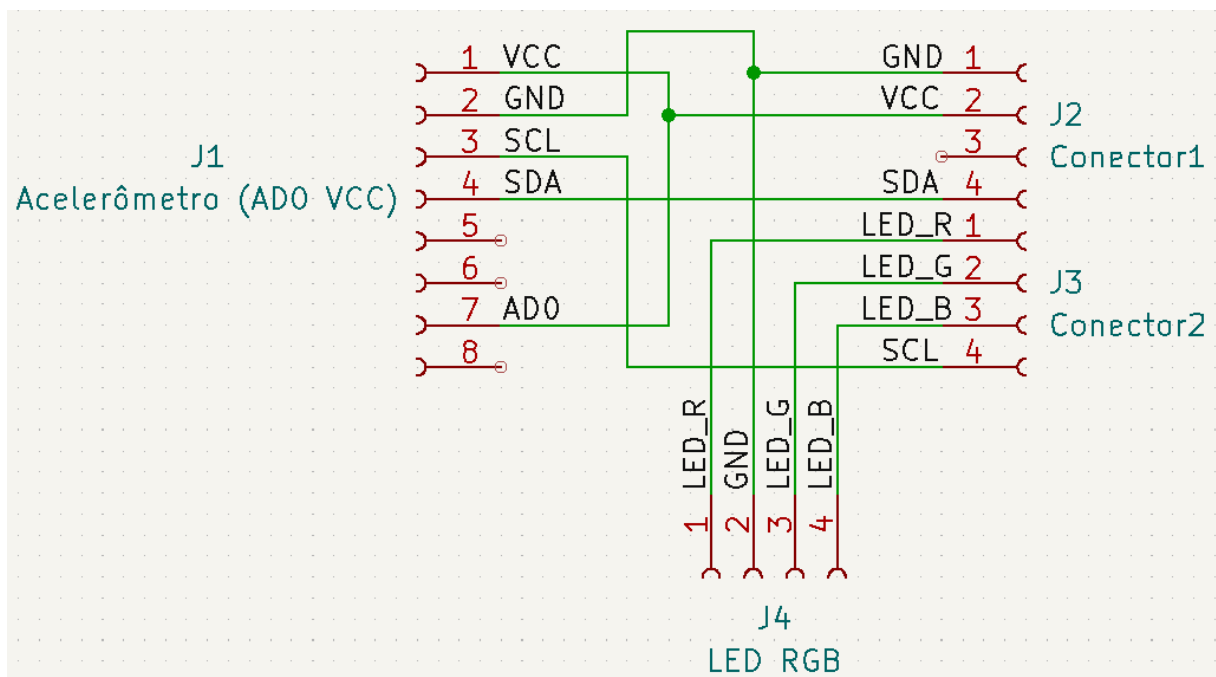 J1
Acelerômetro (AD0 VCC)
1 VCC
2 GND
3 SCL
4 SDA
5
6
7 AD0
8
GND 1
VCC 2
3
SDA 4
J2
Conector1
LED_R 1
LED_G 2
LED_B 3
SCL 4
J3
Conector2
LED_R 1
GND 2
LED_G 3
LED_B 4
J4
LED RGB